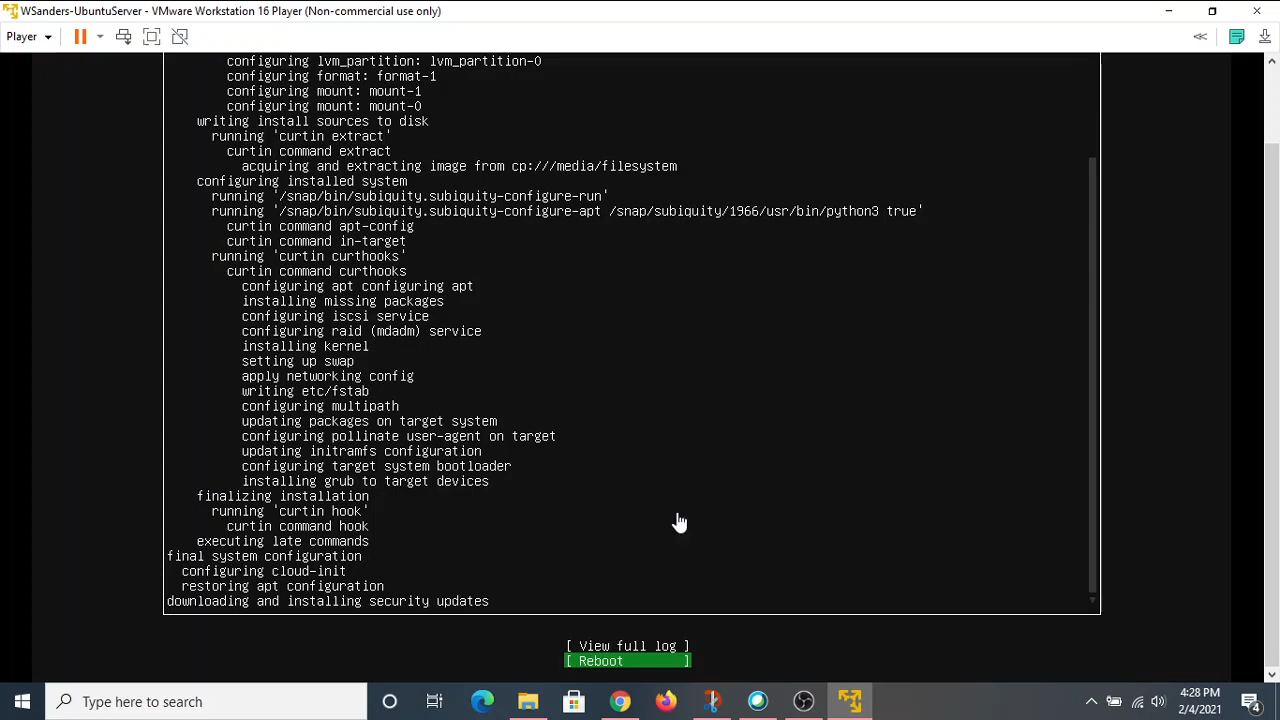 WSanders-UbuntuServer - VMware Workstation 16 Player (Non-commercial use only)
Player
configuring lvm_partition: lvm_partition-0
configuring format: format-1
configuring mount: mount-1
configuring mount: mount-0
writing install sources to disk
running 'curtin extract'
curtin command extract
acquiring and extracting image from cp:///media/filesystem
configuring installed system
running '/snap/bin/subiquity.subiquity-configure-run'
running '/snap/bin/subiquity.subiquity-configure-apt /snap/subiquity/1966/usr/bin/python3 true'
curtin command apt-config
curtin command in-target
running 'curtin curthooks'
curtin command curthooks
configuring apt configuring apt
installing missing packages
configuring iscsi service
configuring raid (mdadm) service
installing kernel
setting up swap
apply networking config
writing etc/fstab
configuring multipath
updating packages on target system
configuring pollinate user-agent on target
updating initramfs configuration
configuring target system bootloader
installing grub to target devices
finalizing installation
running 'curtin hook'
curtin command hook
executing late commands
final system configuration
configuring cloud-init
restoring apt configuration
downloading and installing security updates
[ View full log ]
[ Reboot ]
Type here to search
4:28 PM
2/4/2021
4